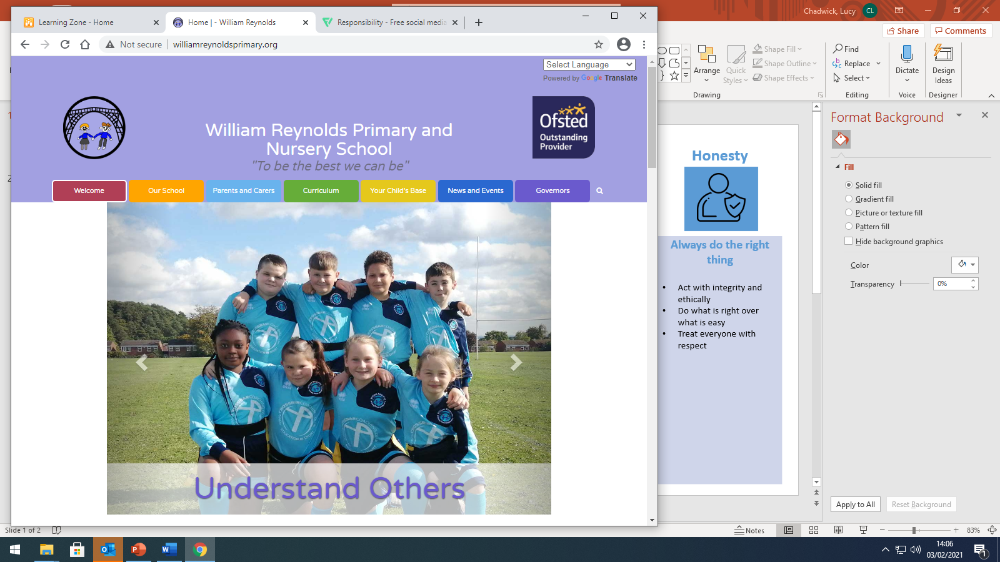 Learning Zone - Home
Home | - William Reynolds
Responsibility - Free social media
Not secure
williamreynoldsprimary.org
Select Language
Powered by Google Translate
William Reynolds Primary and
Nursery School
"To be the best we can be"
Ofsted
Outstanding
Provider
Welcome
Our School
Parents and Carers
Curriculum
Your Child's Base
News and Events
Governors
Understand Others
Chadwick, Lucy
CL
Share
Comments
Arrange
Quick
Styles
Shape Fill
Shape Outline
Shape Effects
Drawing
Find
Replace
Select
Editing
Dictate
Voice
Design
Ideas
Designer
Honesty
Always do the right
thing
• Act with integrity and
ethically
• Do what is right over
what is easy
• Treat everyone with
respect
Format Background
Fill
Solid fill
Gradient fill
Picture or texture fill
Pattern fill
Hide background graphics
Color
Transparency
0%
Apply to All
Reset Background
Slide 1 of 2
Notes
83%
14:06
03/02/2021
1